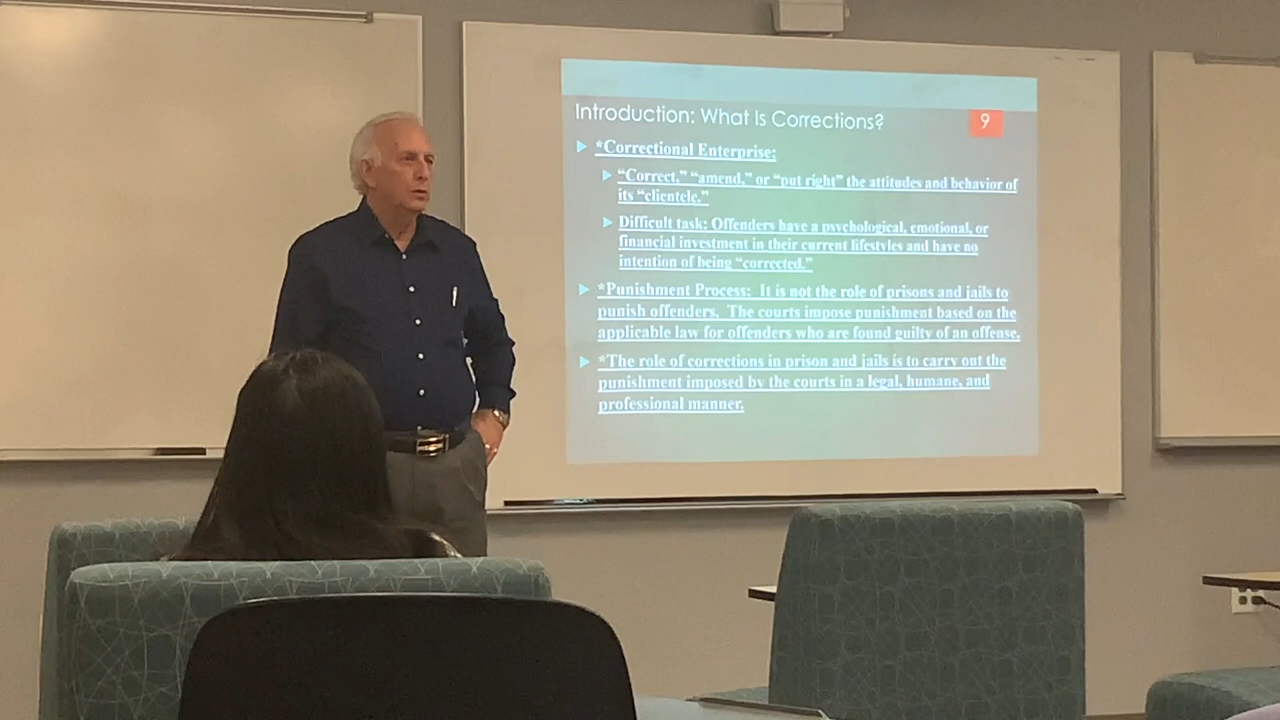 Introduction: What Is Corrections?
9
*Correctional Enterprise:
“Correct,” “amend,” or “put right” the attitudes and behavior of
its “clientele.”
Difficult task: Offenders have a psychological, emotional, or
financial investment in their current lifestyles and have no
intention of being “corrected.”
*Punishment Process: It is not the role of prisons and jails to
punish offenders. The courts impose punishment based on the
applicable law for offenders who are found guilty of an offense.
*The role of corrections in prison and jails is to carry out the
punishment imposed by the courts in a legal, humane, and
professional manner.